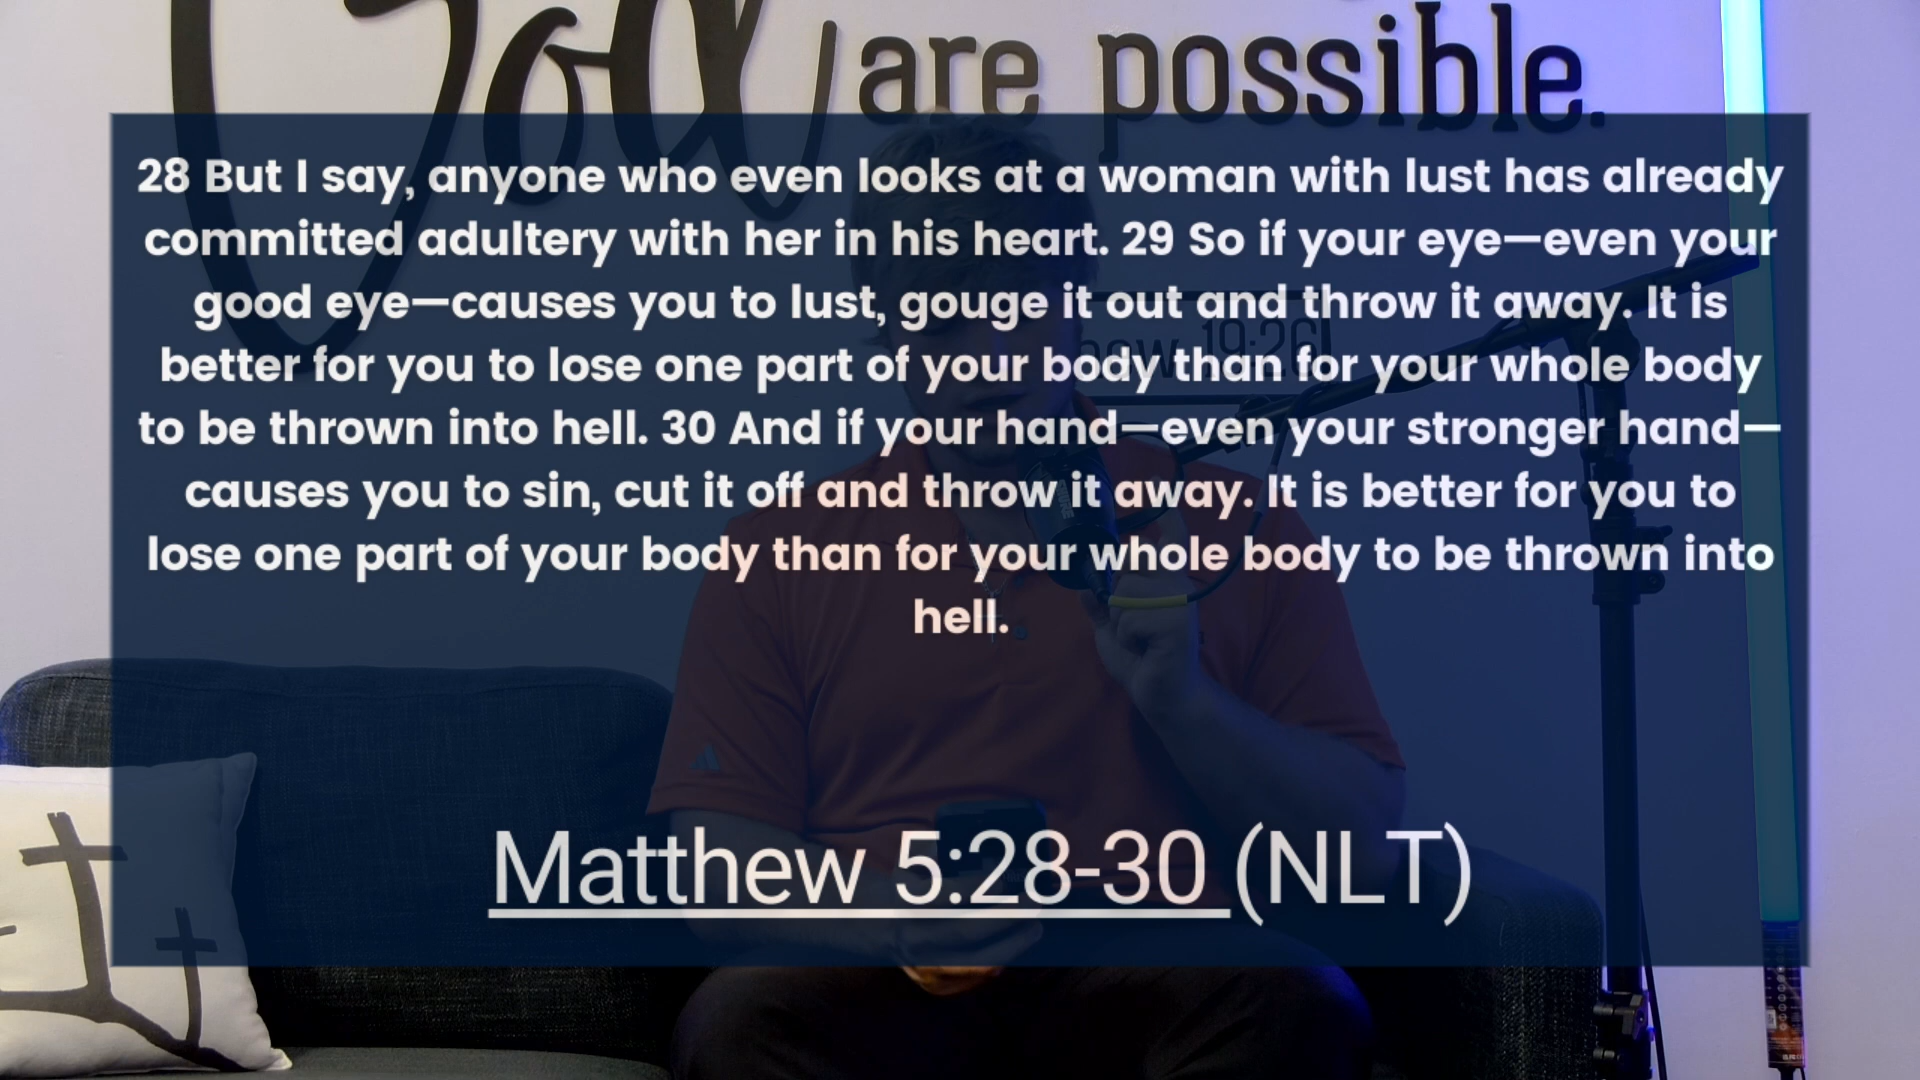 God are possible.
28 But I say, anyone who even looks at a woman with lust has already
committed adultery with her in his heart. 29 So if your eye—even your
good eye—causes you to lust, gouge it out and throw it away. It is
better for you to lose one part of your body than for your whole body
to be thrown into hell. 30 And if your hand—even your stronger hand—
causes you to sin, cut it off and throw it away. It is better for you to
lose one part of your body than for your whole body to be thrown into
hell.
19:26
Matthew 5:28-30 (NLT)